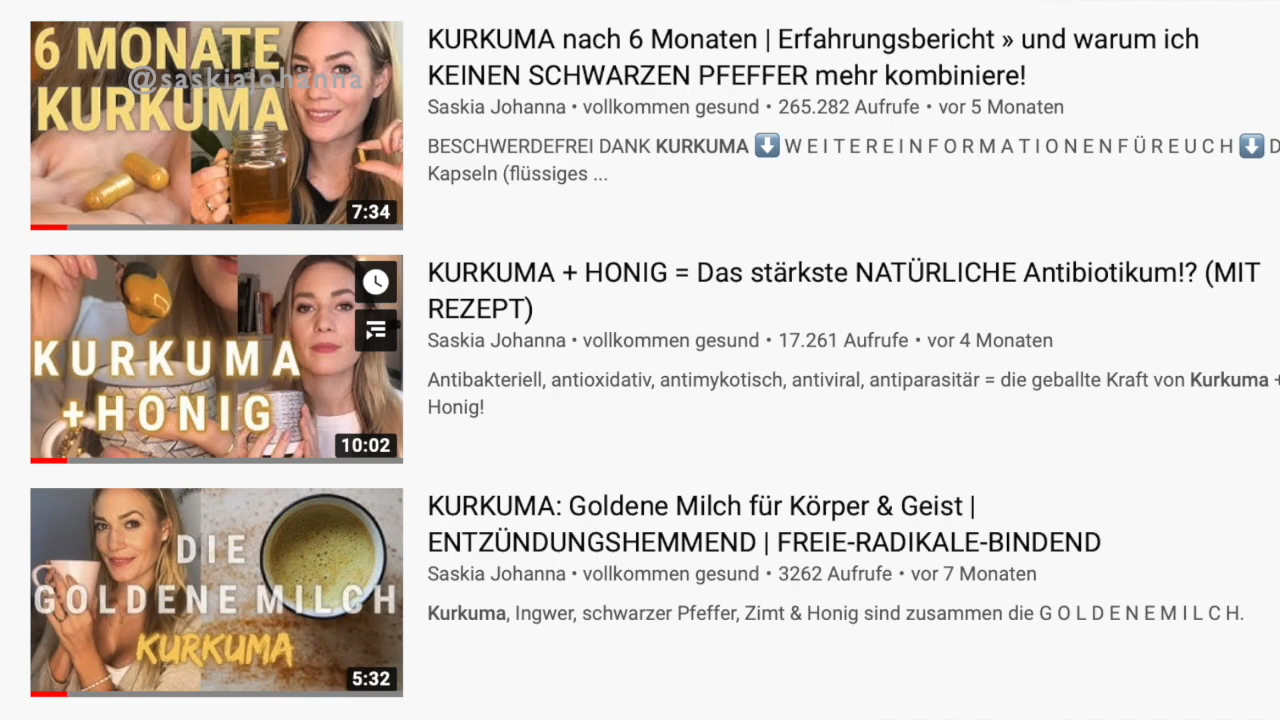 6 MONATE
@saskiajohanna
KURKUMA
7:34
KURKUMA nach 6 Monaten | Erfahrungsbericht » und warum ich
KEINEN SCHWARZEN PFEFFER mehr kombiniere!
Saskia Johanna • vollkommen gesund • 265.282 Aufrufe • vor 5 Monaten
BESCHWERDEFREI DANK KURKUMA ⬇️ W E I T E R E I N F O R M A T I O N E N F Ü R E U C H ⬇️ D
Kapseln (flüssiges ...
KURKUMA
+HONIG
10:02
KURKUMA + HONIG = Das stärkste NATÜRLICHE Antibiotikum!? (MIT
REZEPT)
Saskia Johanna • vollkommen gesund • 17.261 Aufrufe • vor 4 Monaten
Antibakteriell, antioxidativ, antimykotisch, antiviral, antiparasitär = die geballte Kraft von Kurkuma +
Honig!
DIE
GOLDENE MILCH
KURKUMA
5:32
KURKUMA: Goldene Milch für Körper & Geist |
ENTZÜNDUNGSHEMMEND | FREIE-RADIKALE-BINDEND
Saskia Johanna • vollkommen gesund • 3262 Aufrufe • vor 7 Monaten
Kurkuma, Ingwer, schwarzer Pfeffer, Zimt & Honig sind zusammen die G O L D E N E M I L C H.